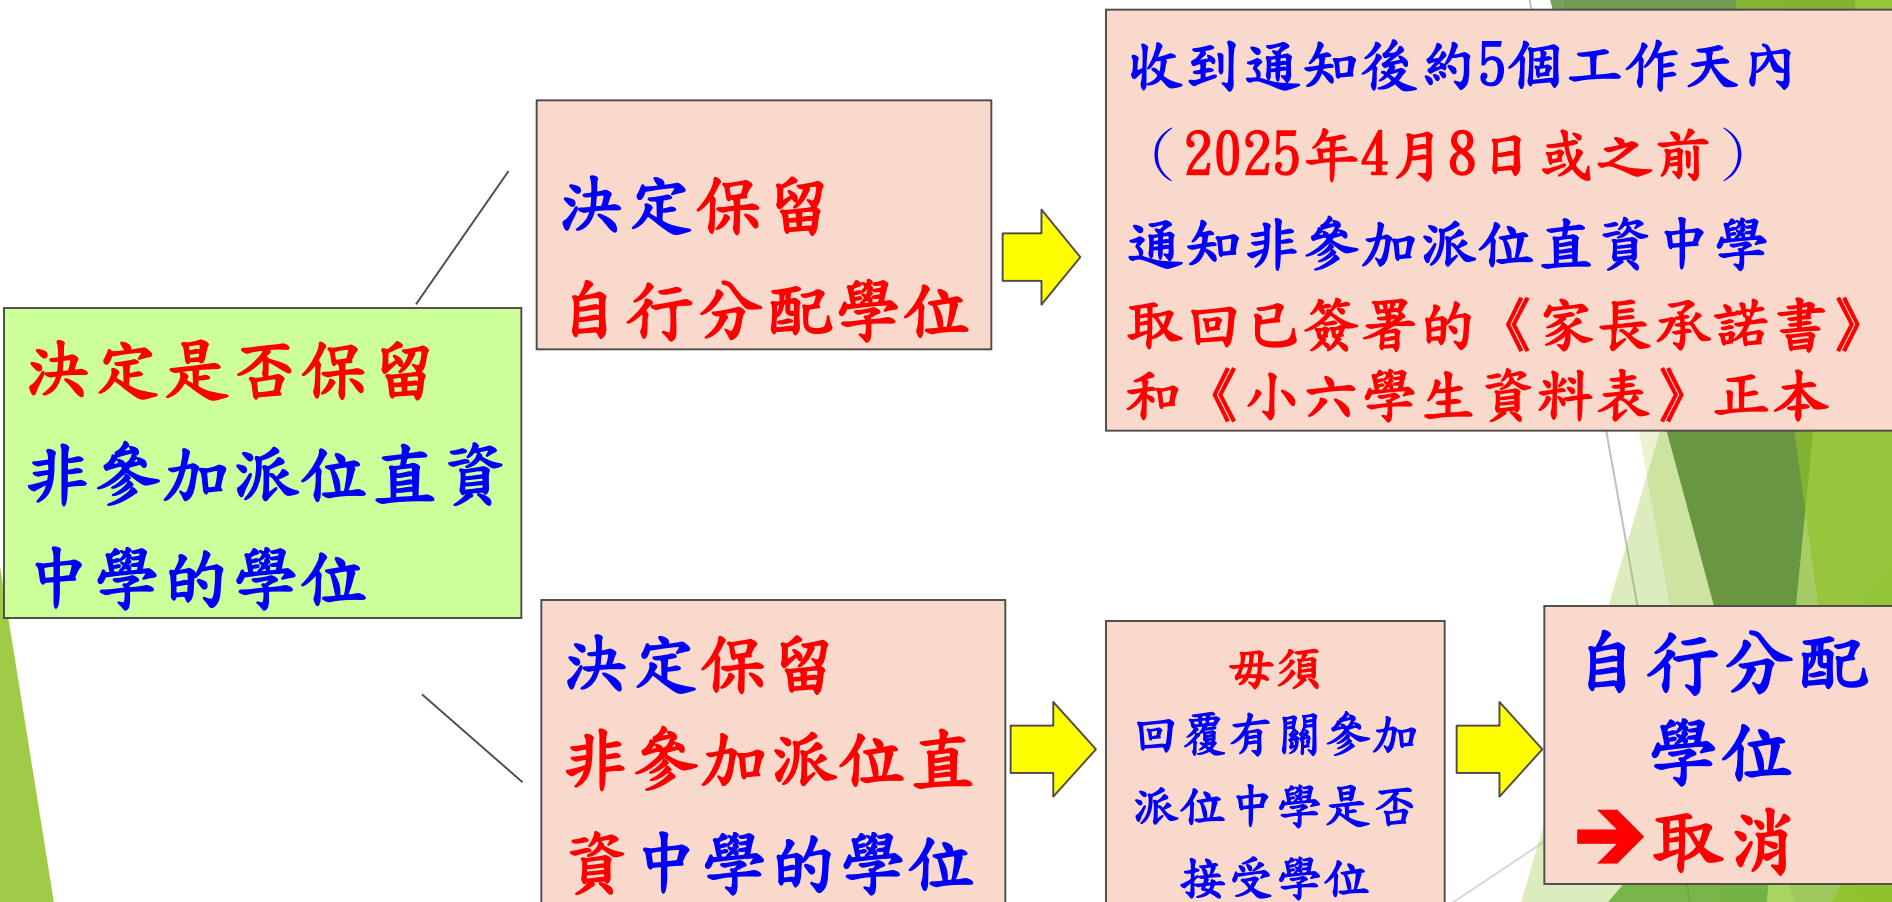 決定是否保留
非參加派位直資
中學的學位
決定保留
自行分配學位
收到通知後約5個工作天內
（2025年4月8日或之前）
通知非參加派位直資中學
取回已簽署的《家長承諾書》
和《小六學生資料表》正本
決定保留
非參加派位直
資中學的學位
毋須
回覆有關參加
派位中學是否
接受學位
自行分配
學位
➔取消